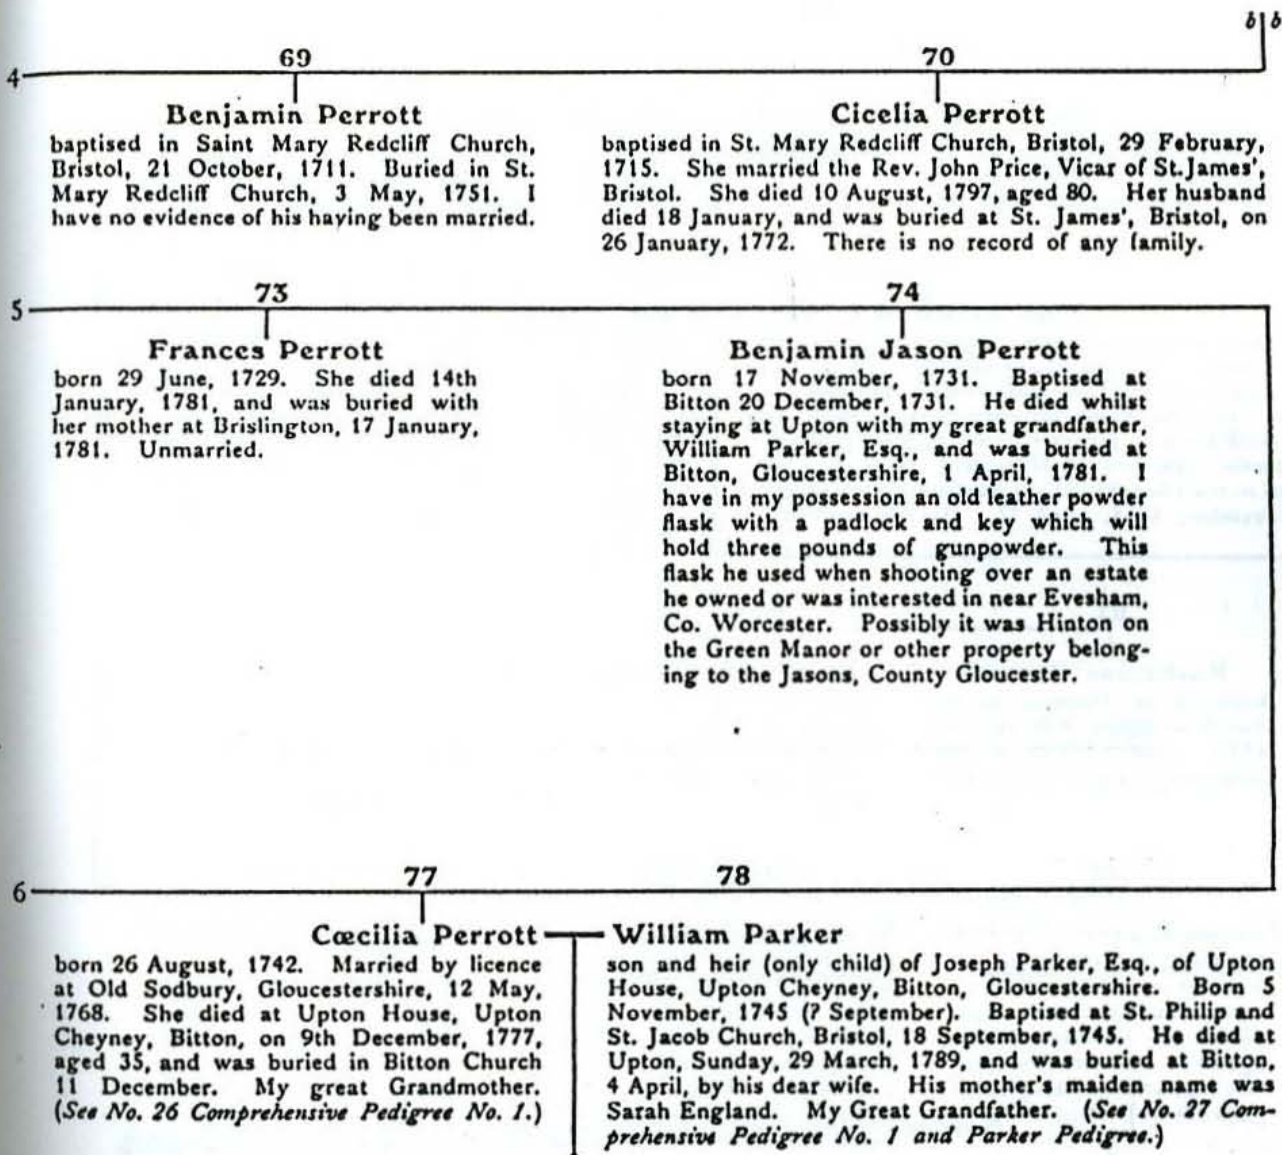 b b
4 69 70
Benjamin Perrott
baptised in Saint Mary Redcliff Church,
Bristol, 21 October, 1711. Buried in St.
Mary Redcliff Church, 3 May, 1751. I
have no evidence of his having been married.
Cicelia Perrott
baptised in St. Mary Redcliff Church, Bristol, 29 February,
1715. She married the Rev. John Price, Vicar of St. James',
Bristol. She died 10 August, 1797, aged 80. Her husband
died 18 January, and was buried at St. James', Bristol, on
26 January, 1772. There is no record of any family.
5 73 74
Frances Perrott
born 29 June, 1729. She died 14th
January, 1781, and was buried with
her mother at Brislington, 17 January,
1781. Unmarried.
Benjamin Jason Perrott
born 17 November, 1731. Baptised at
Bitton 20 December, 1731. He died whilst
staying at Upton with my great grandfather,
William Parker, Esq., and was buried at
Bitton, Gloucestershire, 1 April, 1781. I
have in my possession an old leather powder
flask with a padlock and key which will
hold three pounds of gunpowder. This
flask he used when shooting over an estate
he owned or was interested in near Evesham,
Co. Worcester. Possibly it was Hinton on
the Green Manor or other property belong-
ing to the Jasons, County Gloucester.
6 77 78
Cœcilia Perrott
born 26 August, 1742. Married by licence
at Old Sodbury, Gloucestershire, 12 May,
1768. She died at Upton House, Upton
Cheyney, Bitton, on 9th December, 1777,
aged 35, and was buried in Bitton Church
11 December. My great Grandmother.
(See No. 26 Comprehensive Pedigree No. 1.)
William Parker
son and heir (only child) of Joseph Parker, Esq., of Upton
House, Upton Cheyney, Bitton, Gloucestershire. Born 5
November, 1745 (? September). Baptised at St. Philip and
St. Jacob Church, Bristol, 18 September, 1745. He died at
Upton, Sunday, 29 March, 1789, and was buried at Bitton,
4 April, by his dear wife. His mother's maiden name was
Sarah England. My Great Grandfather. (See No. 27 Com-
prehensive Pedigree No. 1 and Parker Pedigree.)